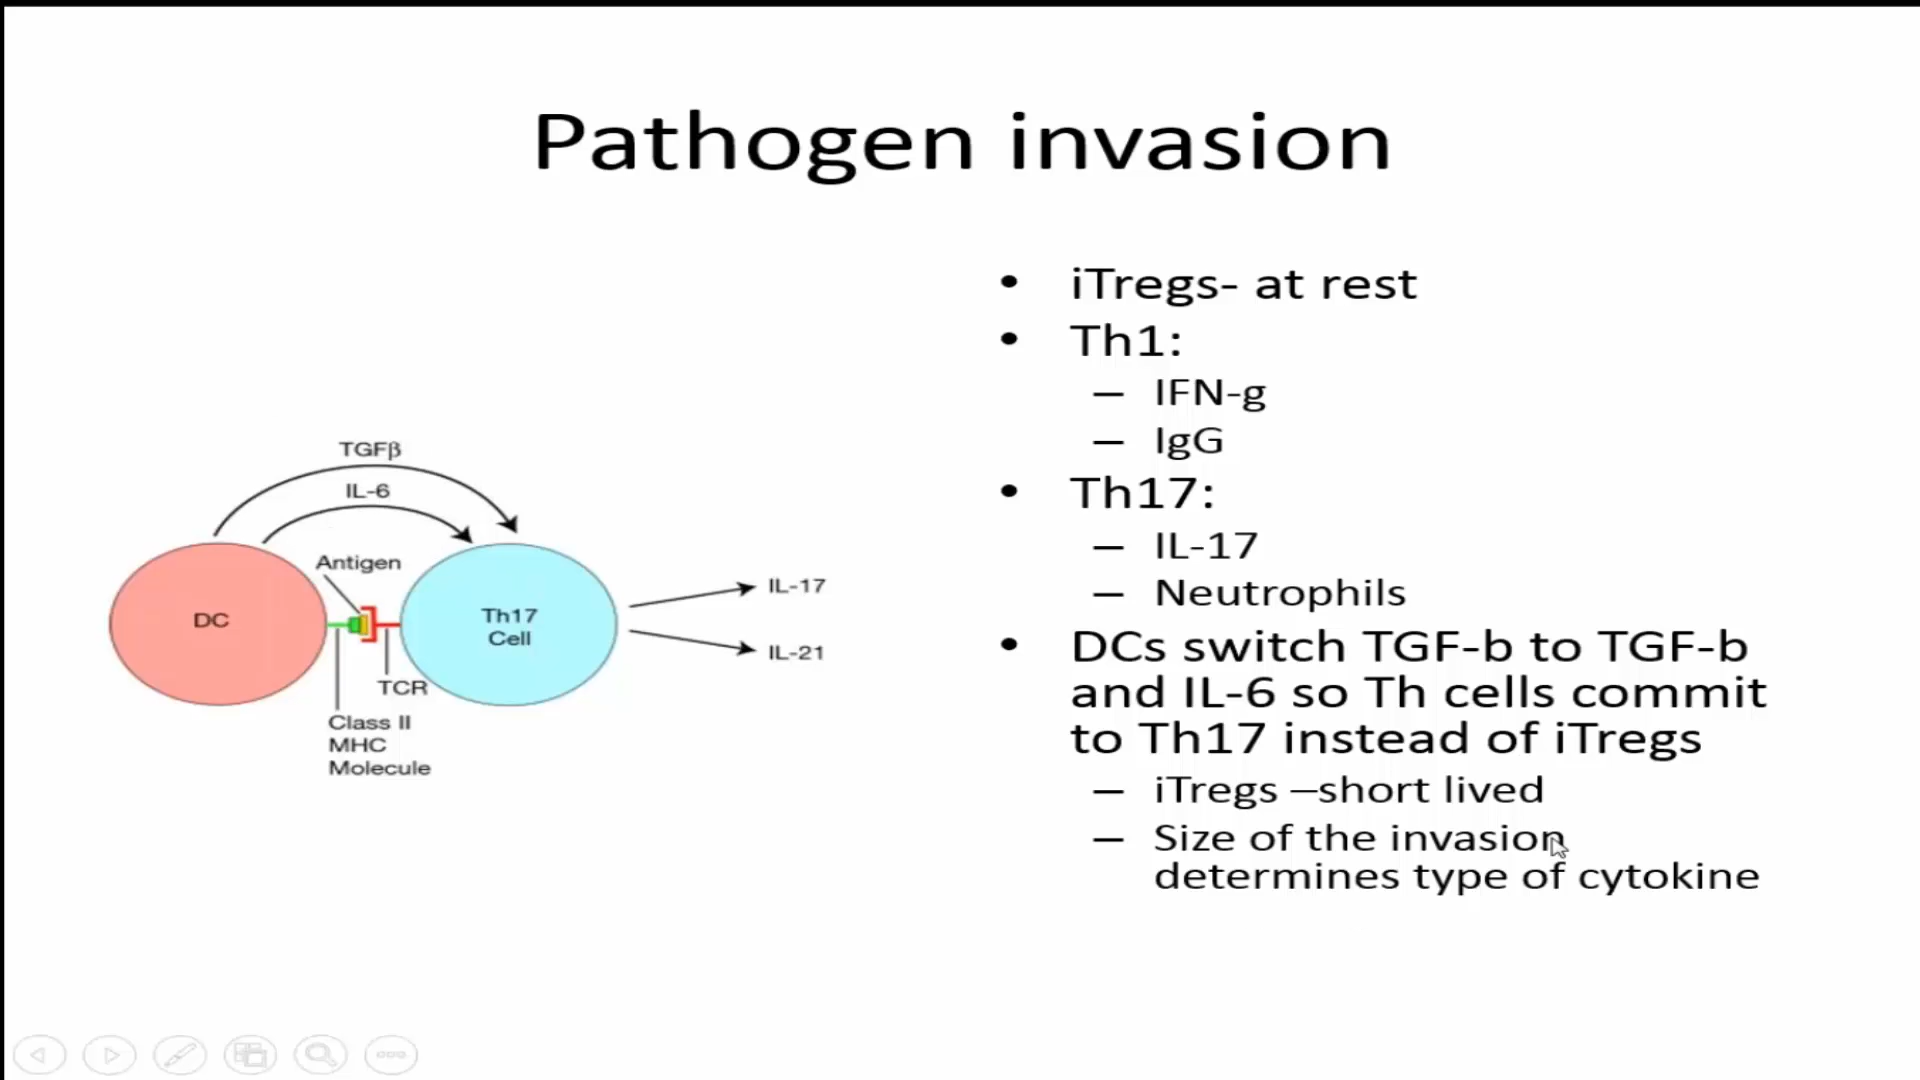 Pathogen invasion
• iTregs- at rest
• Th1:
– IFN-g
– IgG
• Th17:
– IL-17
– Neutrophils
• DCs switch TGF-b to TGF-b
and IL-6 so Th cells commit
to Th17 instead of iTregs
– iTregs –short lived
– Size of the invasion
determines type of cytokine
TGFβ
IL-6
Antigen
DC
Th17
Cell
IL-17
IL-21
TCR
Class II
MHC
Molecule